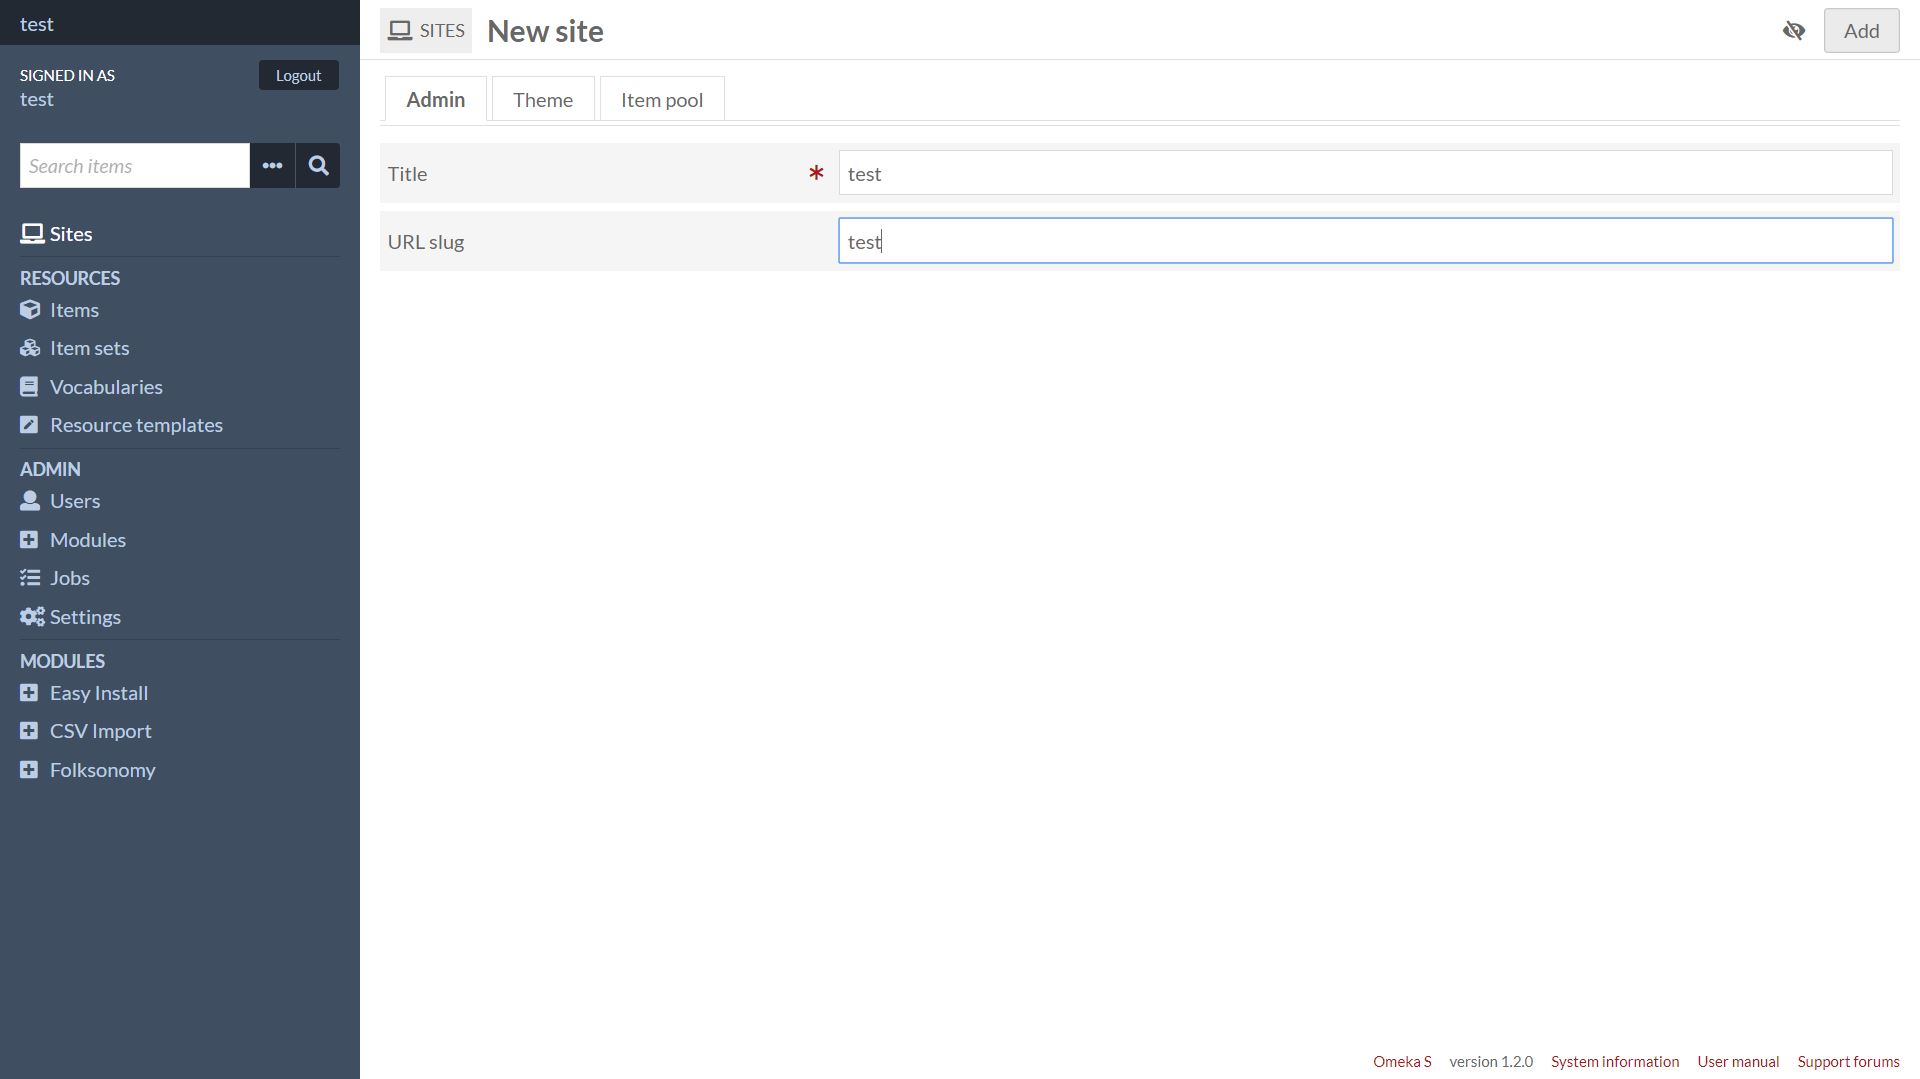 test
SIGNED IN AS
Logout
test
Search items
Sites
RESOURCES
Items
Item sets
Vocabularies
Resource templates
ADMIN
Users
Modules
Jobs
Settings
MODULES
Easy Install
CSV Import
Folksonomy
SITES New site
Add
Admin Theme Item pool
Title * test
URL slug test
Omeka S version 1.2.0 System information User manual Support forums